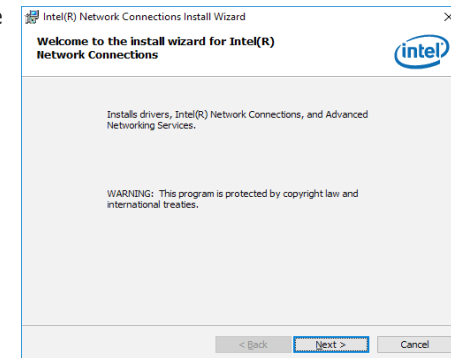 e
Intel(R) Network Connections Install Wizard
Welcome to the install wizard for Intel(R)
Network Connections
intel
Installs drivers, Intel(R) Network Connections, and Advanced
Networking Services.
WARNING: This program is protected by copyright law and
international treaties.
< Back
Next >
Cancel